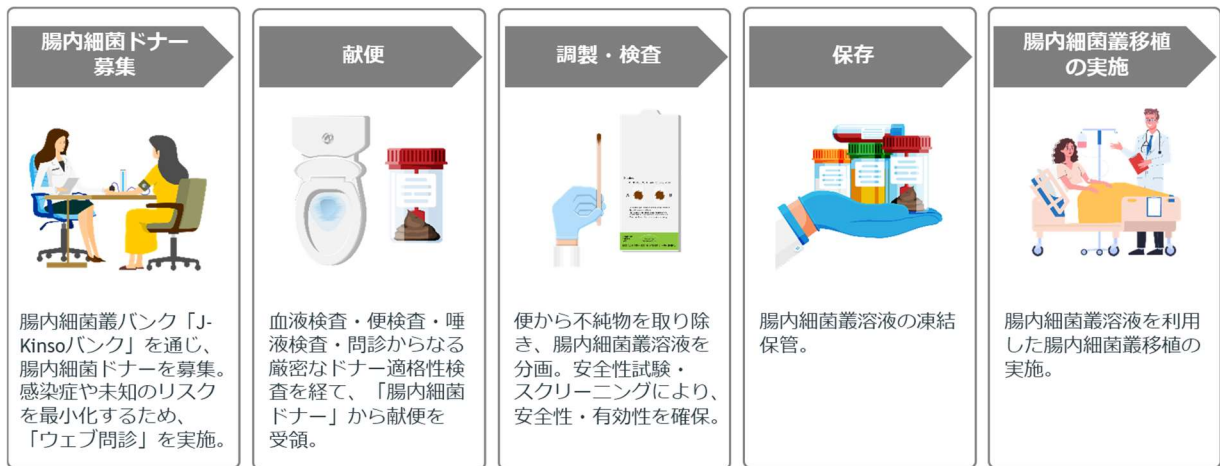 腸内細菌ドナー
募集
腸内細菌叢バンク「J-
Kinsoバンク」を通じ、
腸内細菌ドナーを募集。
感染症や未知のリスク
を最小化するため、
「ウェブ問診」を実施。
献便
血液検査・便検査・唾
液検査・問診からなる
厳密なドナー適格性検
査を経て、「腸内細菌
ドナー」から献便を
受領。
調製・検査
便から不純物を取り除
き、腸内細菌叢溶液を
分画。安全性試験・
スクリーニングにより、
安全性・有効性を確保。
保存
腸内細菌叢溶液の凍結
保管。
腸内細菌叢移植
の実施
腸内細菌叢溶液を利用
した腸内細菌叢移植の
実施。